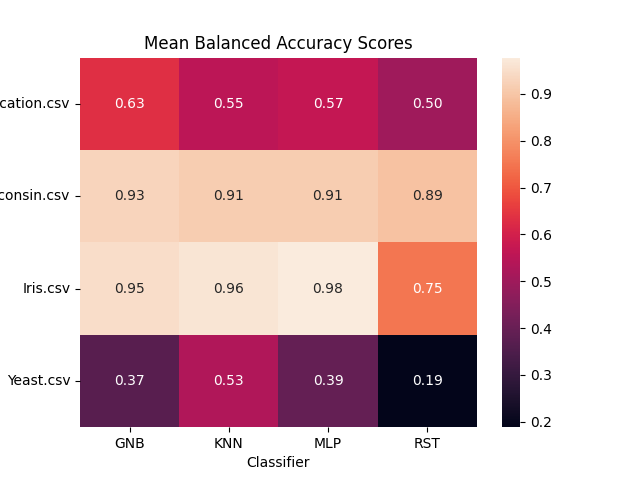 Mean Balanced Accuracy Scores
cation.csv 0.63 0.55 0.57 0.50
consin.csv 0.93 0.91 0.91 0.89
Iris.csv 0.95 0.96 0.98 0.75
Yeast.csv 0.37 0.53 0.39 0.19
GNB KNN MLP RST
Classifier
0.9
0.8
0.7
0.6
0.5
0.4
0.3
0.2